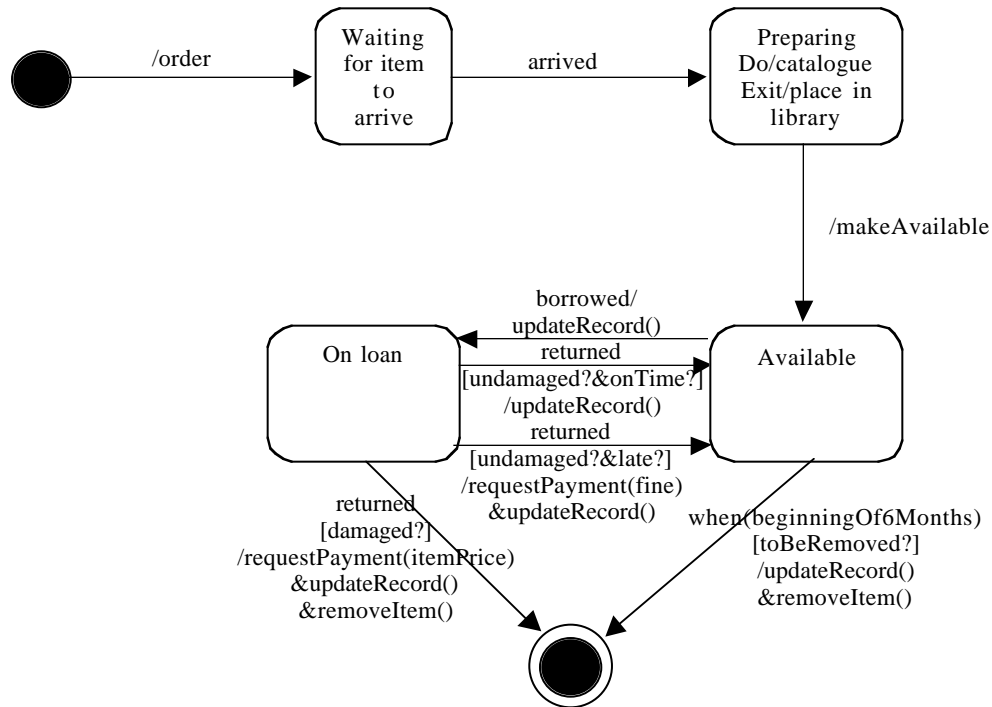 /order
Waiting
for item
to
arrive
arrived
Preparing
Do/catalogue
Exit/place in
library
/makeAvailable
borrowed/
updateRecord()
On loan
returned
[undamaged?&onTime?]
/updateRecord()
Available
returned
[undamaged?&late?]
/requestPayment(fine)
&updateRecord()
returned
[damaged?]
/requestPayment(itemPrice)
&updateRecord()
&removeItem()
when(beginningOf6Months)
[toBeRemoved?]
/updateRecord()
&removeItem()